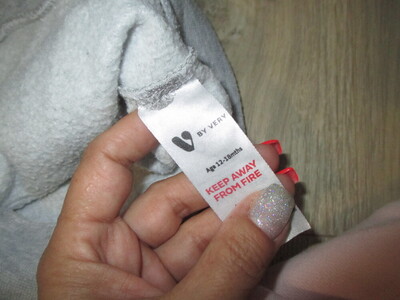 V BY VERY
Age 12-18mths
KEEP AWAY
FROM FIRE